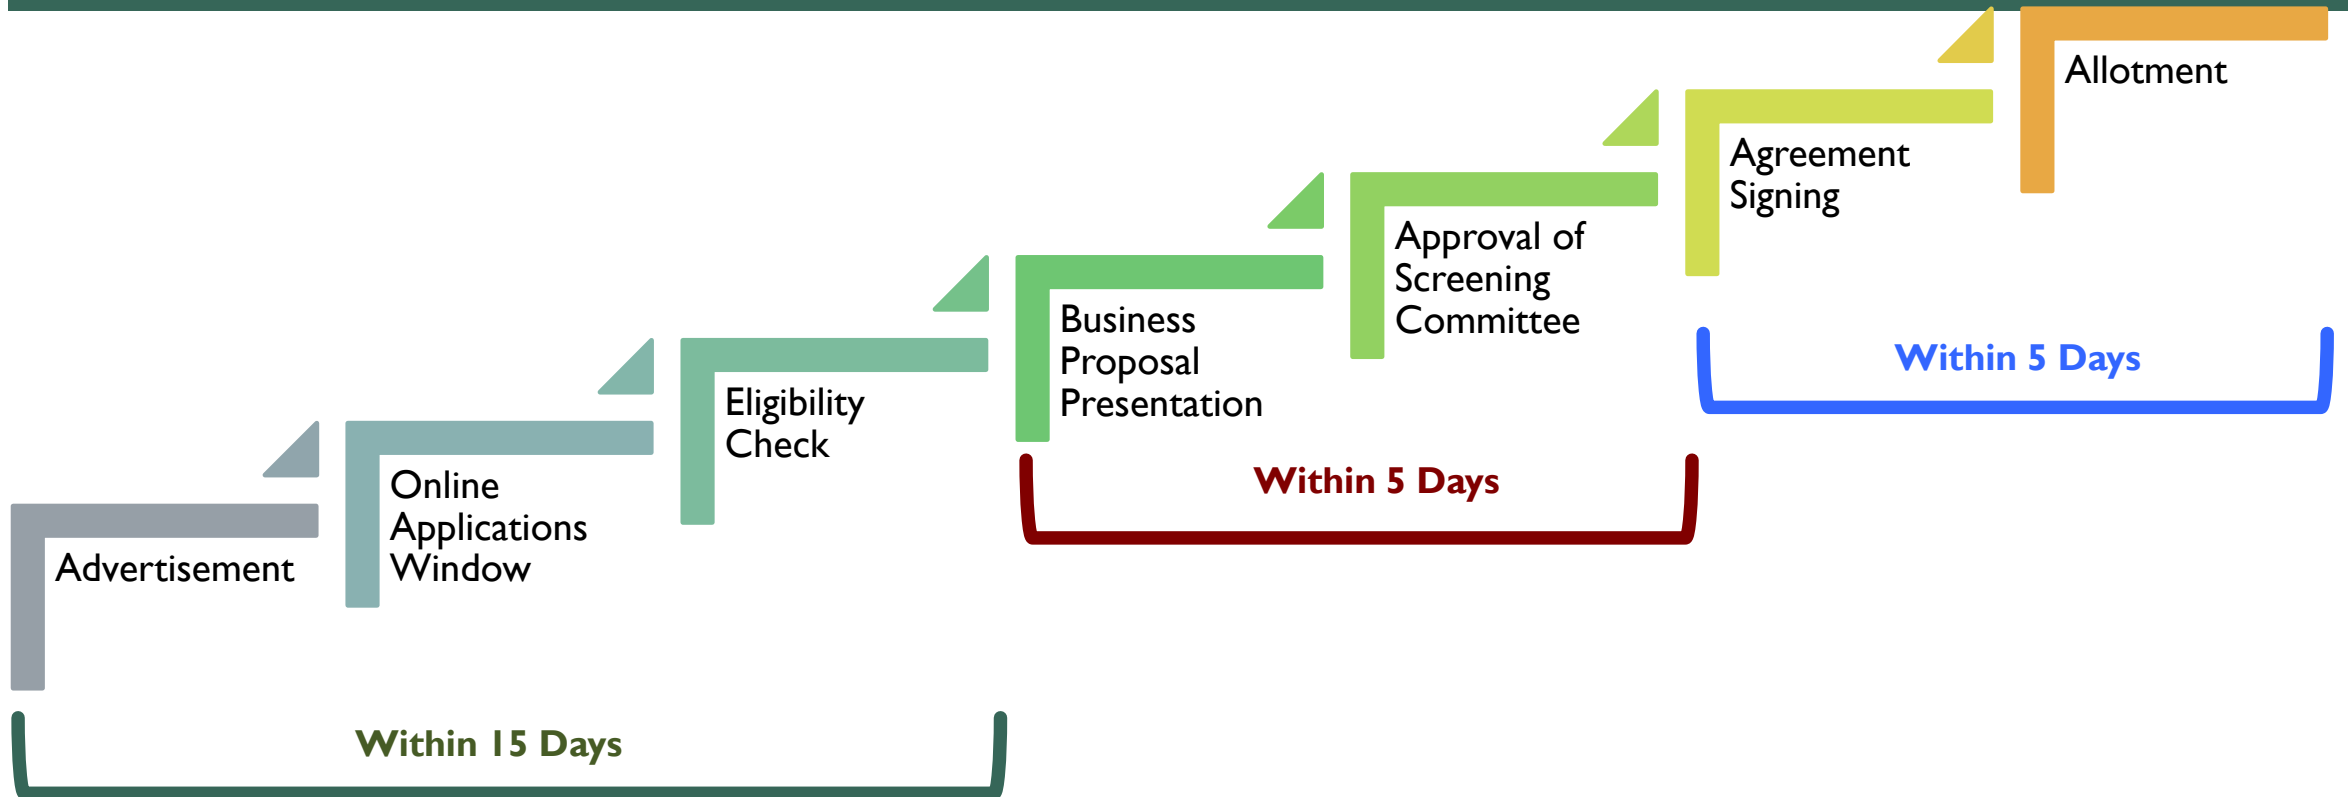 Advertisement
Online
Applications
Window
Eligibility
Check
Business
Proposal
Presentation
Approval of
Screening
Committee
Agreement
Signing
Allotment
Within 15 Days
Within 5 Days
Within 5 Days